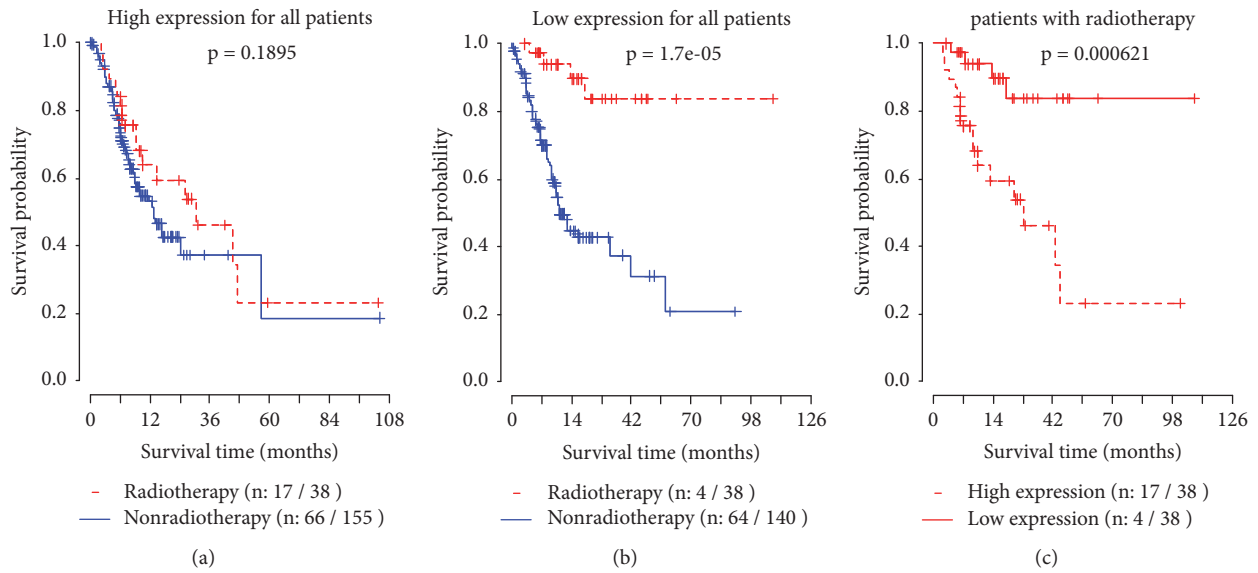 High expression for all patients
p = 0.1895
Survival probability
1.0
0.8
0.6
0.4
0.2
0.0
0 12 36 60 84 108
Survival time (months)
Radiotherapy (n: 17 / 38 )
Nonradiotherapy (n: 66 / 155 )
(a)
Low expression for all patients
p = 1.7e-05
Survival probability
1.0
0.8
0.6
0.4
0.2
0.0
0 14 42 70 98 126
Survival time (months)
Radiotherapy (n: 4 / 38 )
Nonradiotherapy (n: 64 / 140 )
(b)
patients with radiotherapy
p = 0.000621
Survival probability
1.0
0.8
0.6
0.4
0.2
0.0
0 14 42 70 98 126
Survival time (months)
High expression (n: 17 / 38 )
Low expression (n: 4 / 38 )
(c)